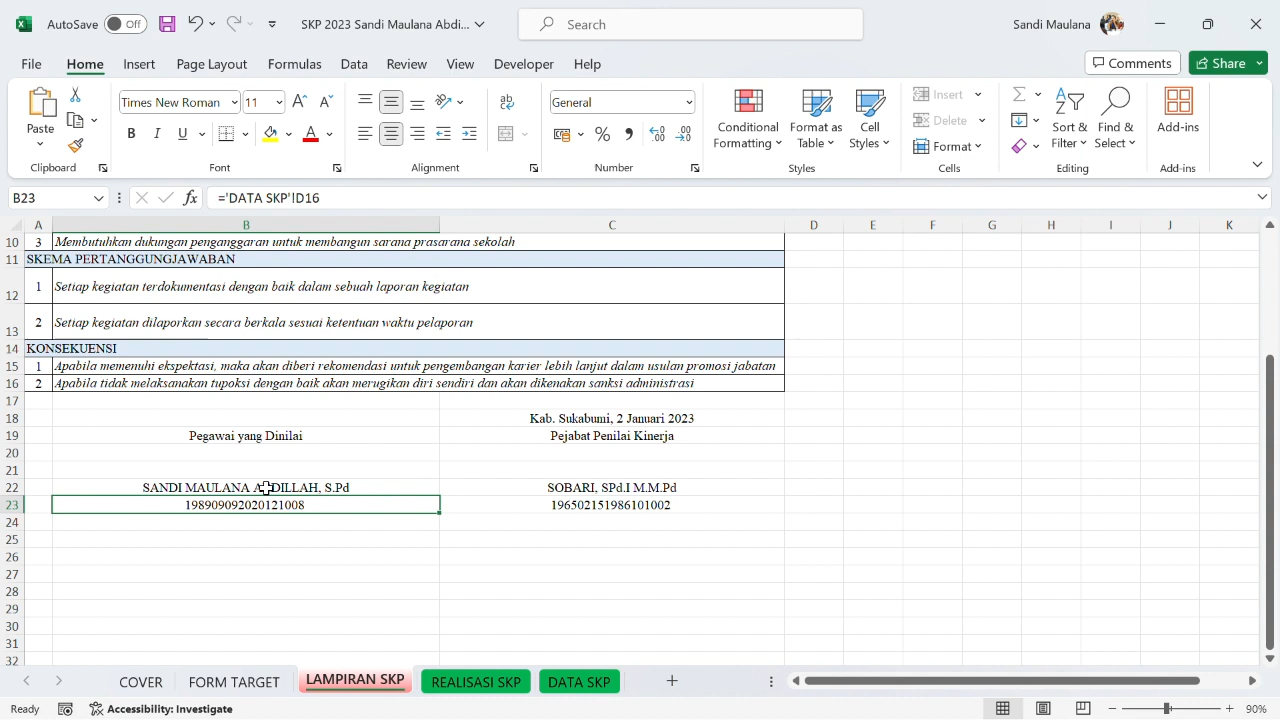 AutoSave Off SKP 2023 Sandi Maulana Abdi... Search Sandi Maulana
File Home Insert Page Layout Formulas Data Review View Developer Help Comments Share
Paste Times New Roman 11 General Conditional Formatting Format as Table Cell Styles Insert Delete Format Sort & Filter Find & Select Add-ins
Clipboard Font Alignment Number Styles Cells Editing Add-ins
B23 fx ='DATA SKP'!D16
A B C D E F G H I J K
10 3 Membutuhkan dukungan penganggaran untuk membangun sarana prasarana sekolah
11 SKEMA PERTANGGUNGJAWABAN
12 1 Setiap kegiatan terdokumentasi dengan baik dalam sebuah laporan kegiatan
13 2 Setiap kegiatan dilaporkan secara berkala sesuai ketentuan waktu pelaporan
14 KONSEKUENSI
15 1 Apabila memenuhi ekspektasi, maka akan diberi rekomendasi untuk pengembangan karier lebih lanjut dalam usulan promosi jabatan
16 2 Apabila tidak melaksanakan tupoksi dengan baik akan merugikan diri sendiri dan akan dikenakan sanksi administrasi
17
18 Kab. Sukabumi, 2 Januari 2023
19 Pegawai yang Dinilai Pejabat Penilai Kinerja
20
21
22 SANDI MAULANA ABDILLAH, S.Pd SOBARI, SPd.I M.M.Pd
23 198909092020121008 196502151986101002
24
25
26
27
28
29
30
31
32
COVER FORM TARGET LAMPIRAN SKP REALISASI SKP DATA SKP
Ready Accessibility: Investigate 90%